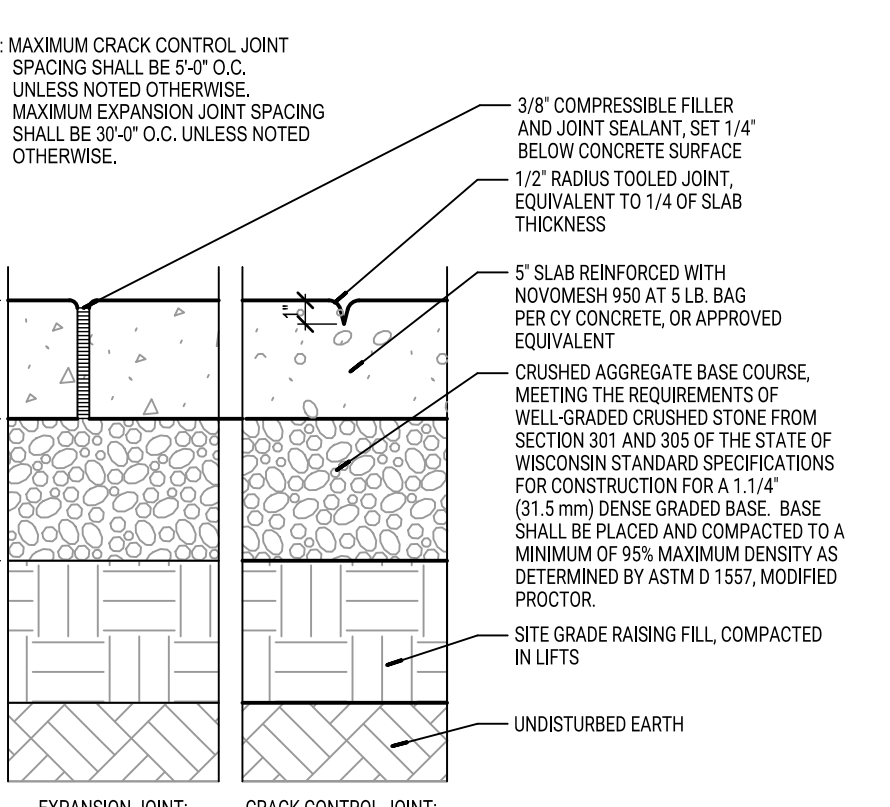 : MAXIMUM CRACK CONTROL JOINT
SPACING SHALL BE 5'-0" O.C.
UNLESS NOTED OTHERWISE.
MAXIMUM EXPANSION JOINT SPACING
SHALL BE 30'-0" O.C. UNLESS NOTED
OTHERWISE.
3/8" COMPRESSIBLE FILLER
AND JOINT SEALANT, SET 1/4"
BELOW CONCRETE SURFACE
1/2" RADIUS TOOLED JOINT,
EQUIVALENT TO 1/4 OF SLAB
THICKNESS
1"
5" SLAB REINFORCED WITH
NOVOMESH 950 AT 5 LB. BAG
PER CY CONCRETE, OR APPROVED
EQUIVALENT
CRUSHED AGGREGATE BASE COURSE,
MEETING THE REQUIREMENTS OF
WELL-GRADED CRUSHED STONE FROM
SECTION 301 AND 305 OF THE STATE OF
WISCONSIN STANDARD SPECIFICATIONS
FOR CONSTRUCTION FOR A 1.1/4"
(31.5 mm) DENSE GRADED BASE. BASE
SHALL BE PLACED AND COMPACTED TO A
MINIMUM OF 95% MAXIMUM DENSITY AS
DETERMINED BY ASTM D 1557, MODIFIED
PROCTOR.
SITE GRADE RAISING FILL, COMPACTED
IN LIFTS
UNDISTURBED EARTH
EXPANSION JOINT:
CRACK CONTROL JOINT: